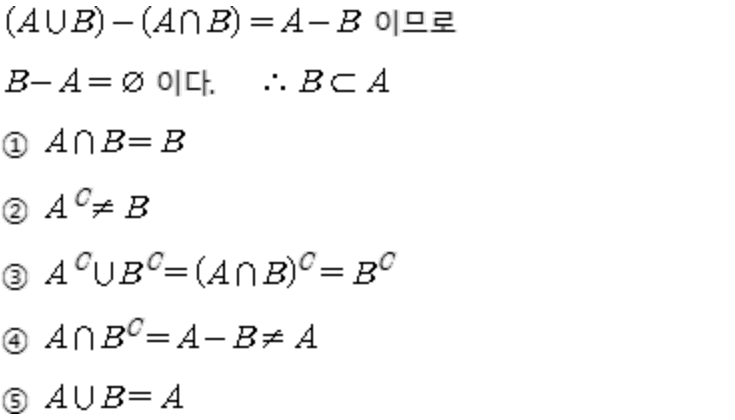 (A∪B)−(A∩B)=A−B 이므로
B−A=∅ 이다. ∴ B⊂A
① A∩B=B
② A^C≠B
③ A^C∪B^C=(A∩B)^C=B^C
④ A∩B^C=A−B≠A
⑤ A∪B=A